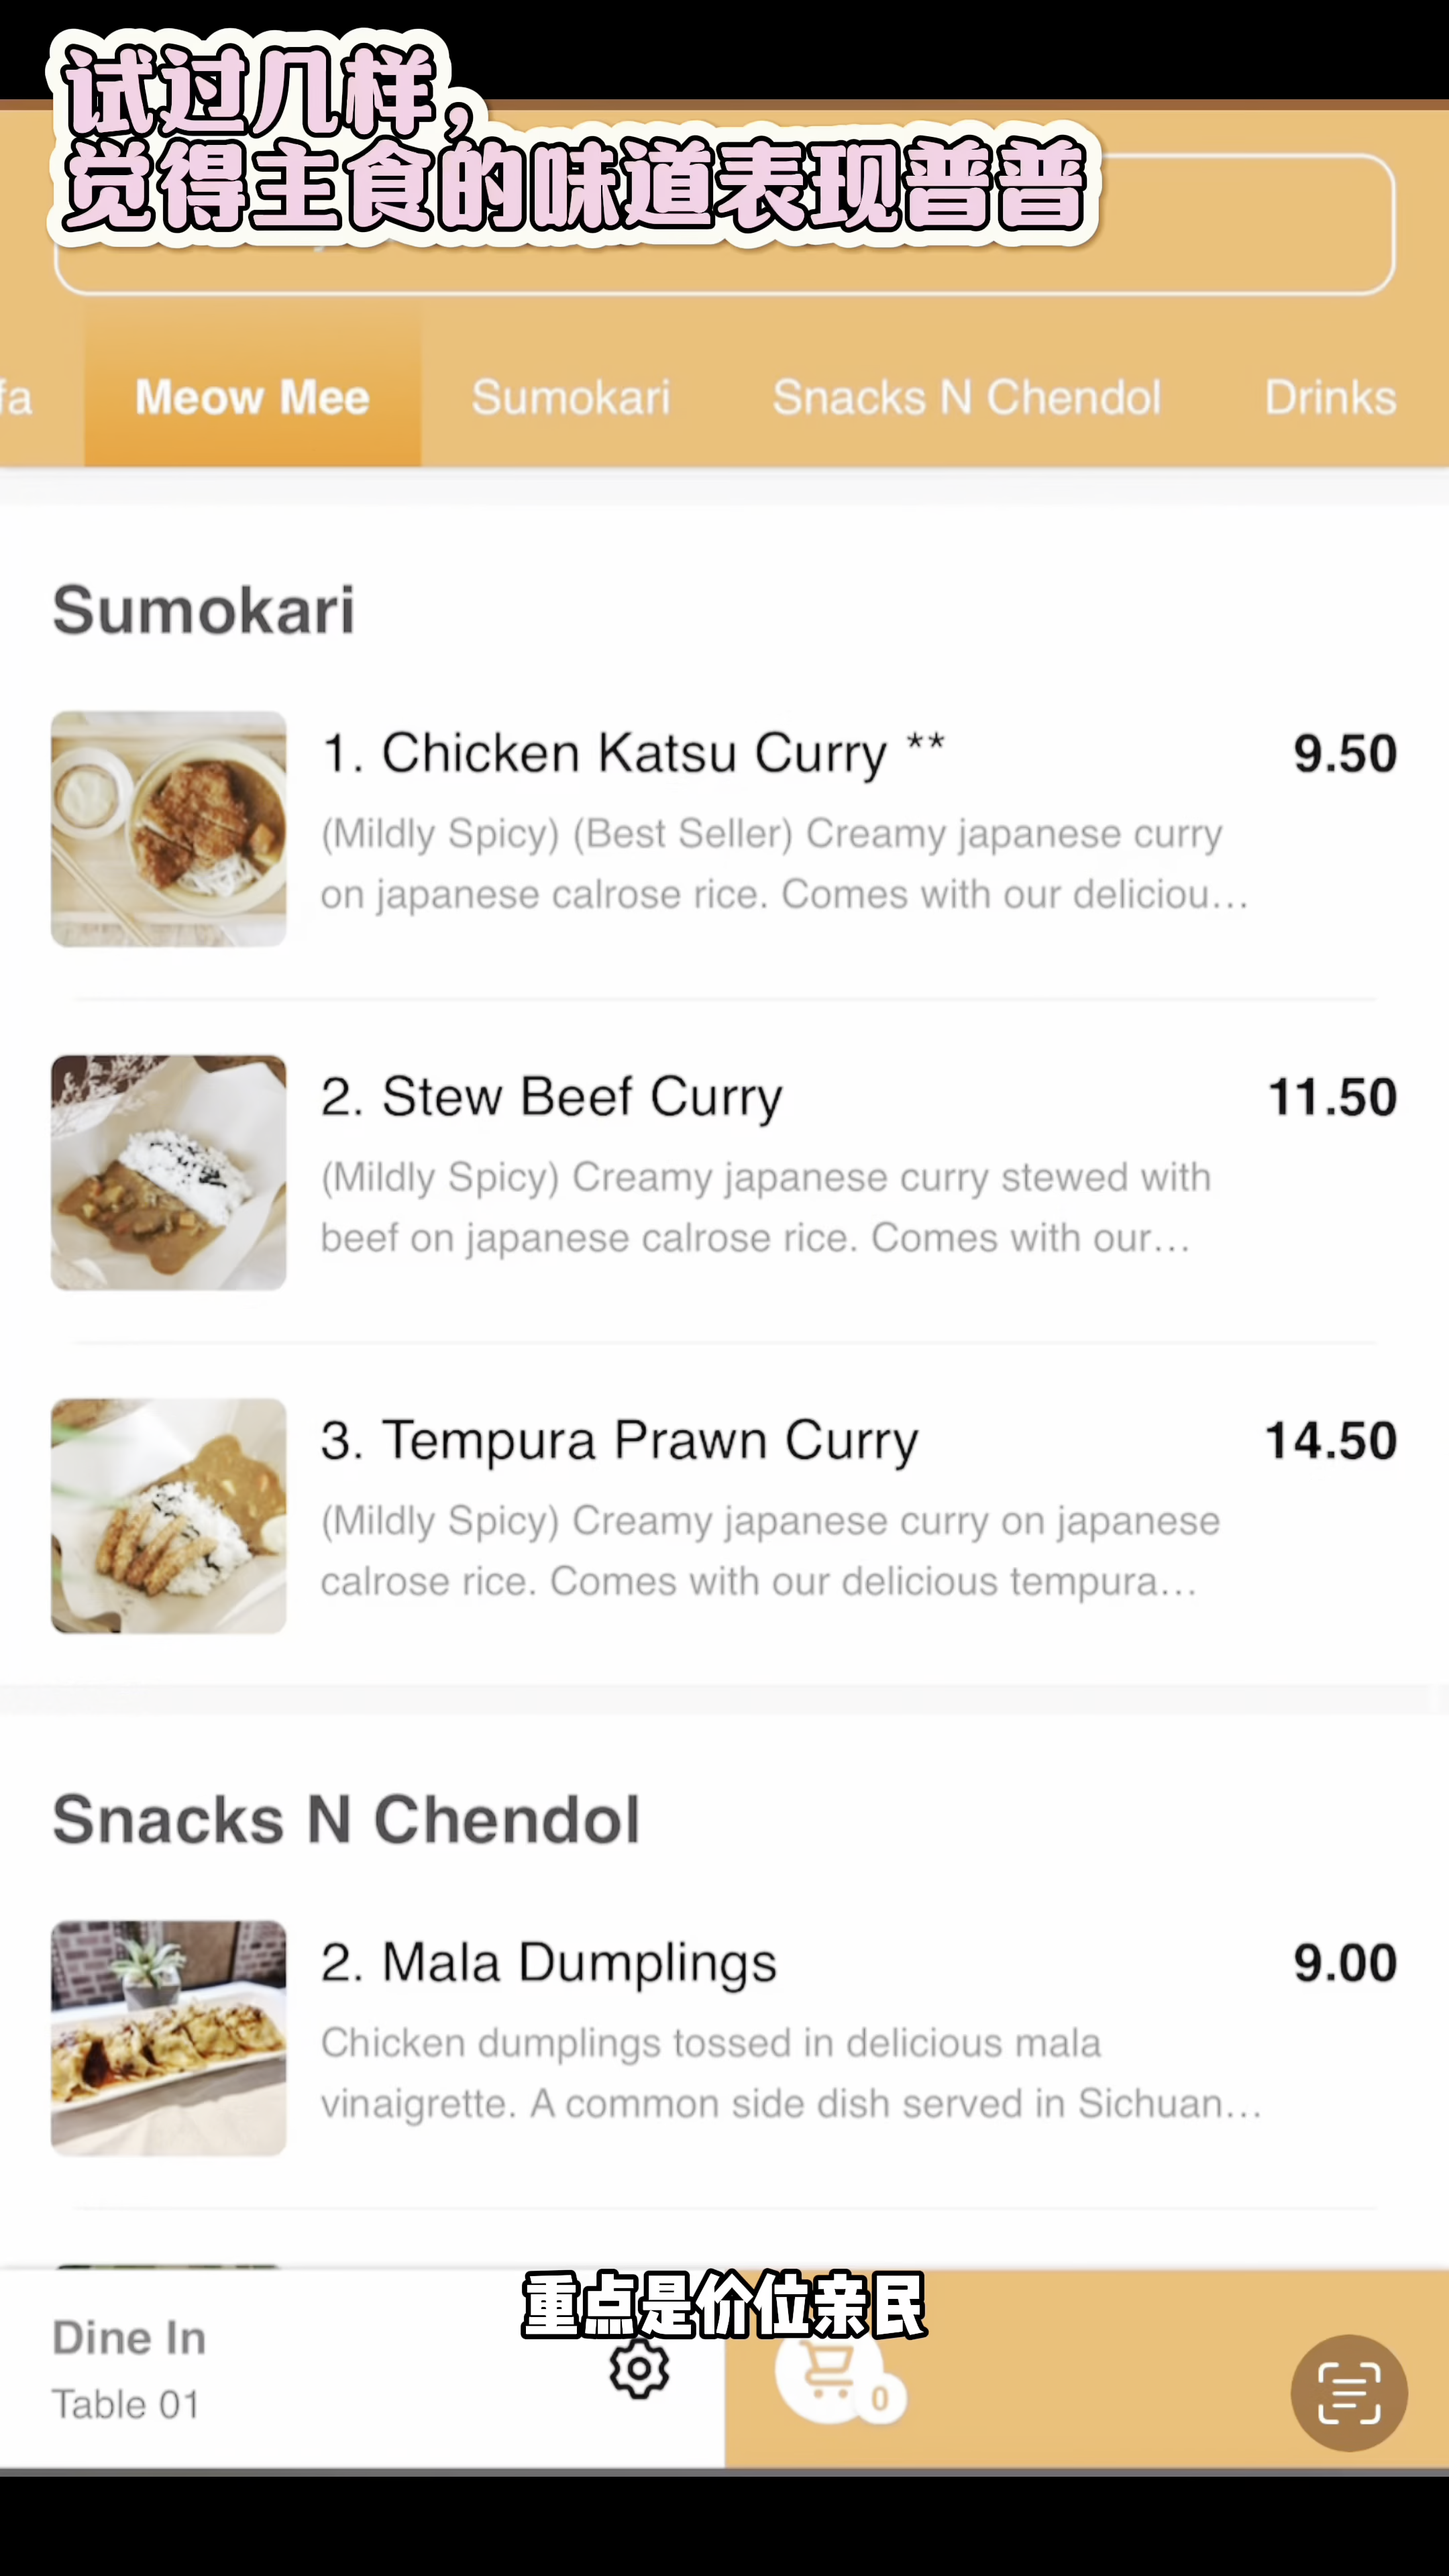 试过几样，
觉得主食的味道表现普普
fa
Meow Mee
Sumokari
Snacks N Chendol
Drinks
Sumokari
1. Chicken Katsu Curry **
9.50
(Mildly Spicy) (Best Seller) Creamy japanese curry
on japanese calrose rice. Comes with our deliciou...
2. Stew Beef Curry
11.50
(Mildly Spicy) Creamy japanese curry stewed with
beef on japanese calrose rice. Comes with our...
3. Tempura Prawn Curry
14.50
(Mildly Spicy) Creamy japanese curry on japanese
calrose rice. Comes with our delicious tempura...
Snacks N Chendol
2. Mala Dumplings
9.00
Chicken dumplings tossed in delicious mala
vinaigrette. A common side dish served in Sichuan...
重点是价位亲民
Dine In
Table 01
0